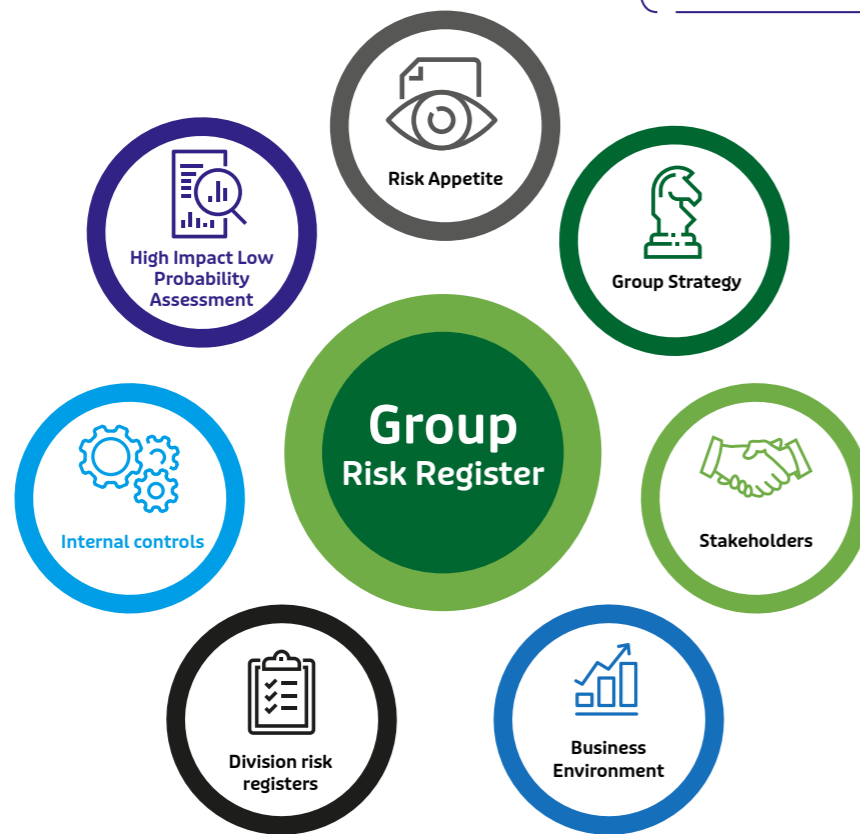 Risk Appetite
High Impact Low
Probability
Assessment
Group Strategy
Group
Risk Register
Internal controls
Stakeholders
Division risk
registers
Business
Environment